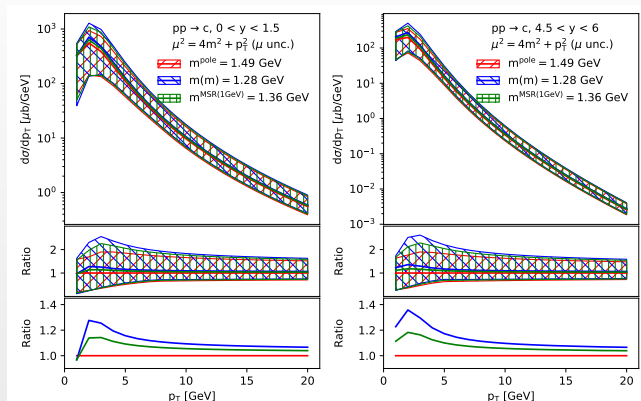 pp → c, 0 < y < 1.5
μ² = 4m² + p_T² (μ unc.)
m^pole = 1.49 GeV
m(m) = 1.28 GeV
m^MSR(1GeV) = 1.36 GeV
dσ/dp_T [μb/GeV]
10³
10²
10¹
10⁰
Ratio
2
1
Ratio
1.4
1.2
1.0
0 5 10 15 20
p_T [GeV]
pp → c, 4.5 < y < 6
μ² = 4m² + p_T² (μ unc.)
m^pole = 1.49 GeV
m(m) = 1.28 GeV
m^MSR(1GeV) = 1.36 GeV
dσ/dp_T [μb/GeV]
10²
10¹
10⁰
10⁻¹
10⁻²
10⁻³
Ratio
2
1
Ratio
1.4
1.2
1.0
0 5 10 15 20
p_T [GeV]